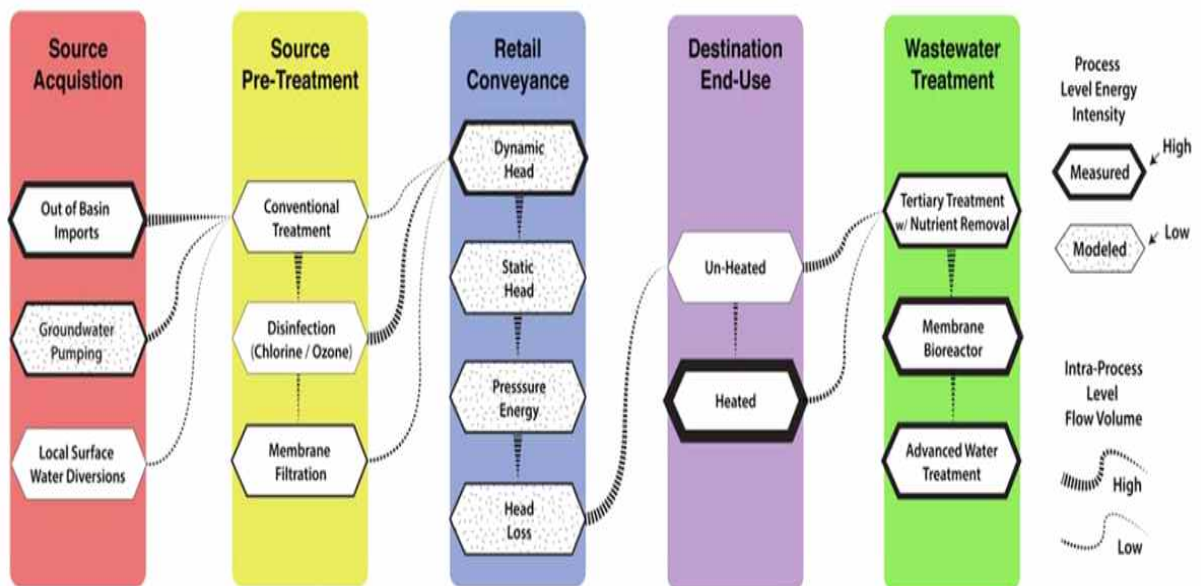 Source
Acquistion
Out of Basin
Imports
Groundwater
Pumping
Local Surface
Water Diversions
Source
Pre-Treatment
Conventional
Treatment
Disinfection
(Chlorine / Ozone)
Membrane
Filtration
Retail
Conveyance
Dynamic
Head
Static
Head
Presssure
Energy
Head
Loss
Destination
End-Use
Un-Heated
Heated
Wastewater
Treatment
Tertiary Treatment
w/ Nutrient Removal
Membrane
Bioreactor
Advanced Water
Treatment
Process
Level Energy
Intensity
High
Measured
Low
Modeled
Intra-Process
Level
Flow Volume
High
Low